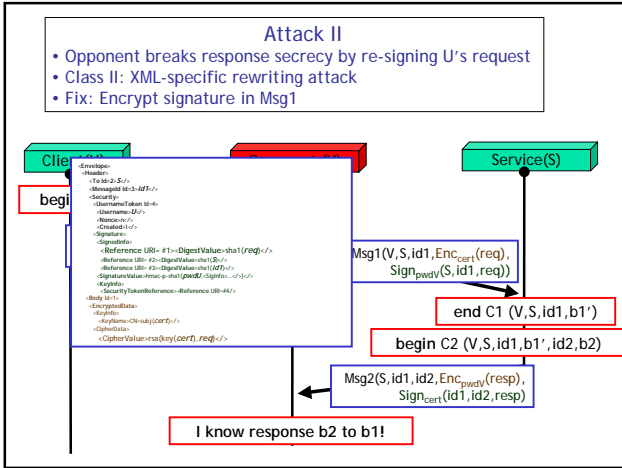 Attack II
• Opponent breaks response secrecy by re-signing U's request
• Class II: XML-specific rewriting attack
• Fix: Encrypt signature in Msg1
Service(S)
begi
<Envelope>
<Header>
<To Id=2>S</>
<MessageId Id=3>id1</>
<Security>
<UsernameToken Id=4>
<Username>U</>
<Nonce>n</>
<Created>t</>
<Signature>
<SignedInfo>
<Reference URI= #1><DigestValue>sha1(req)</>
<Reference URI= #2><DigestValue>sha1(S)</>
<Reference URI= #3><DigestValue>sha1(id1)</>
<SignatureValue>hmac-p-sha1(pwdU,<SignInfo>...</>)</>
<KeyInfo>
<SecurityTokenReference><Reference URI=#4/>
<Body Id=1>
<EncryptedData>
<KeyInfo>
<KeyName>CN=subj(cert)</>
<CipherData>
<CipherValue>rsa(key(cert),req)</>
Msg1(V,S,id1,Enccert(req),
SignpwdV(S,id1,req))
end C1 (V,S,id1,b1')
begin C2 (V,S,id1,b1',id2,b2)
Msg2(S,id1,id2,EncpwdV(resp),
Signcert(id1,id2,resp)
I know response b2 to b1!